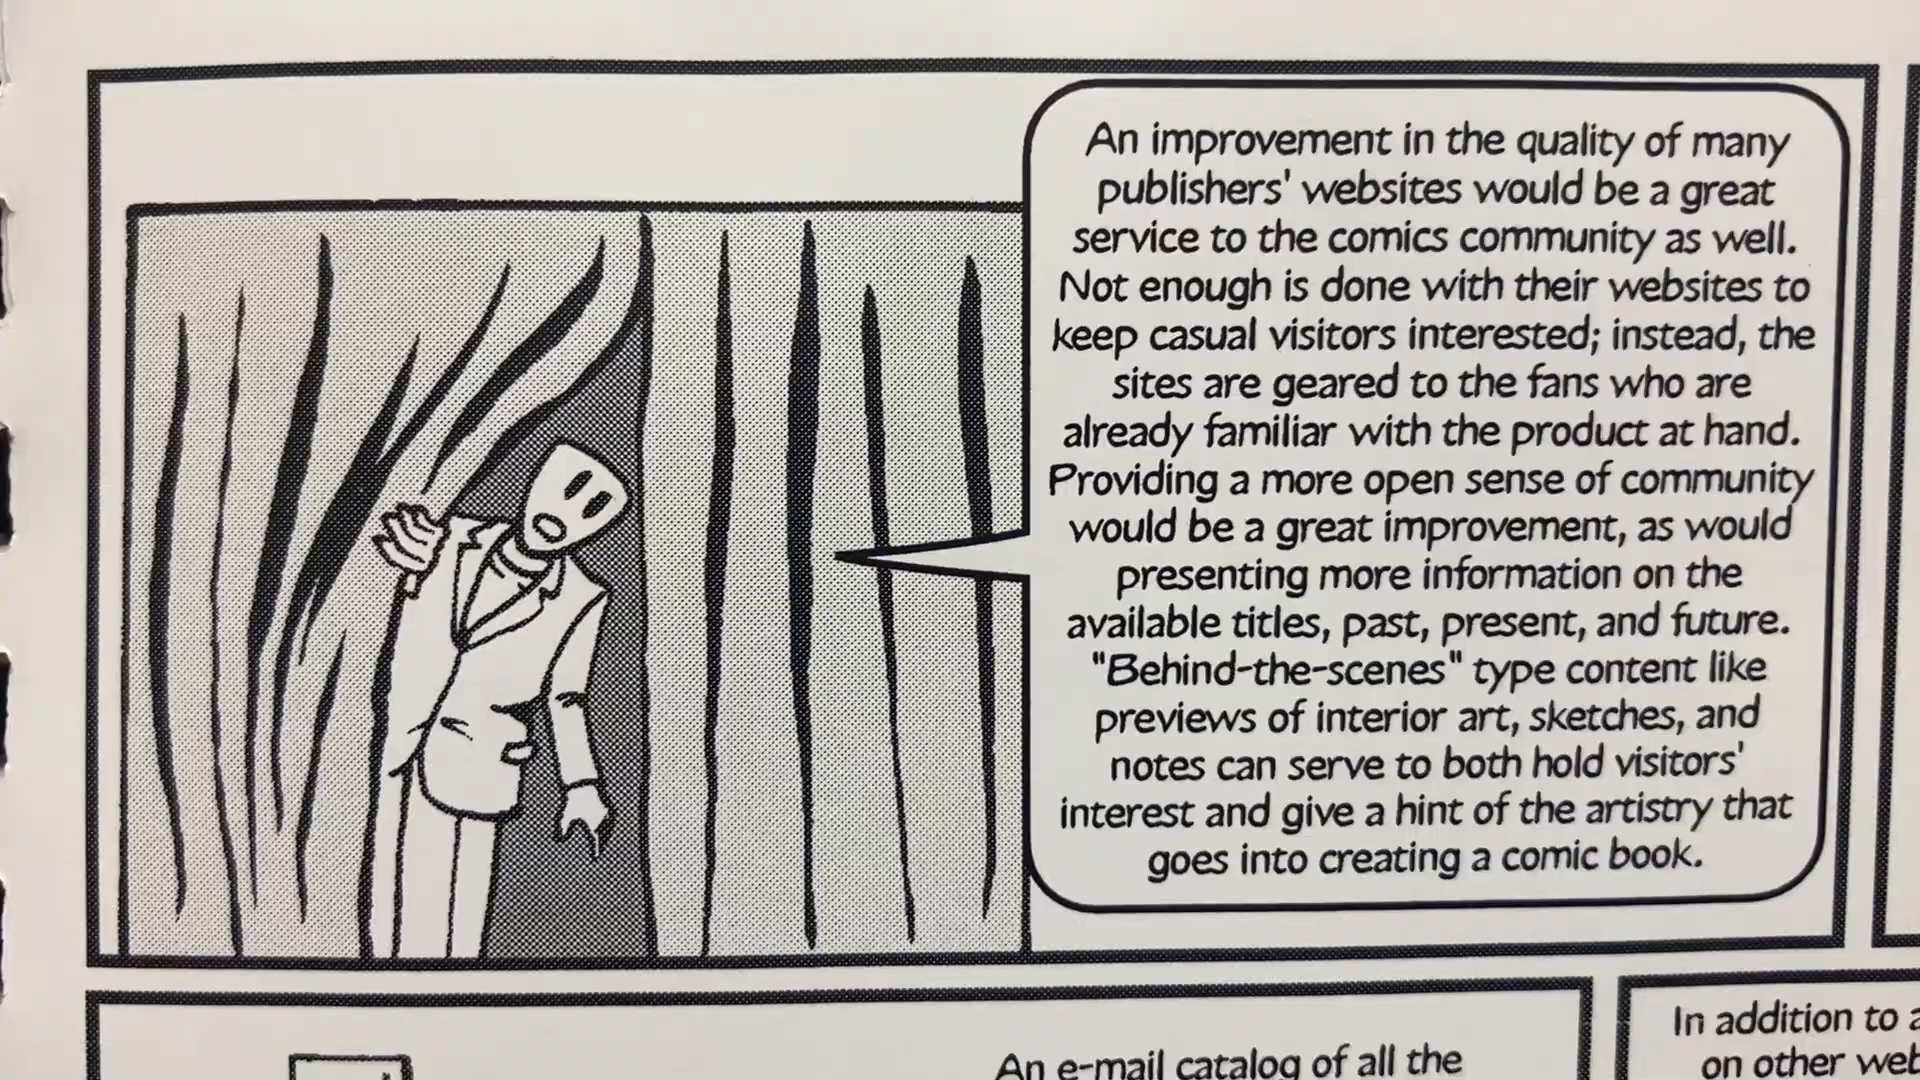 An improvement in the quality of many
publishers' websites would be a great
service to the comics community as well.
Not enough is done with their websites to
keep casual visitors interested; instead, the
sites are geared to the fans who are
already familiar with the product at hand.
Providing a more open sense of community
would be a great improvement, as would
presenting more information on the
available titles, past, present, and future.
"Behind-the-scenes" type content like
previews of interior art, sketches, and
notes can serve to both hold visitors'
interest and give a hint of the artistry that
goes into creating a comic book.
An e-mail catalog of all the
In addition to
on other